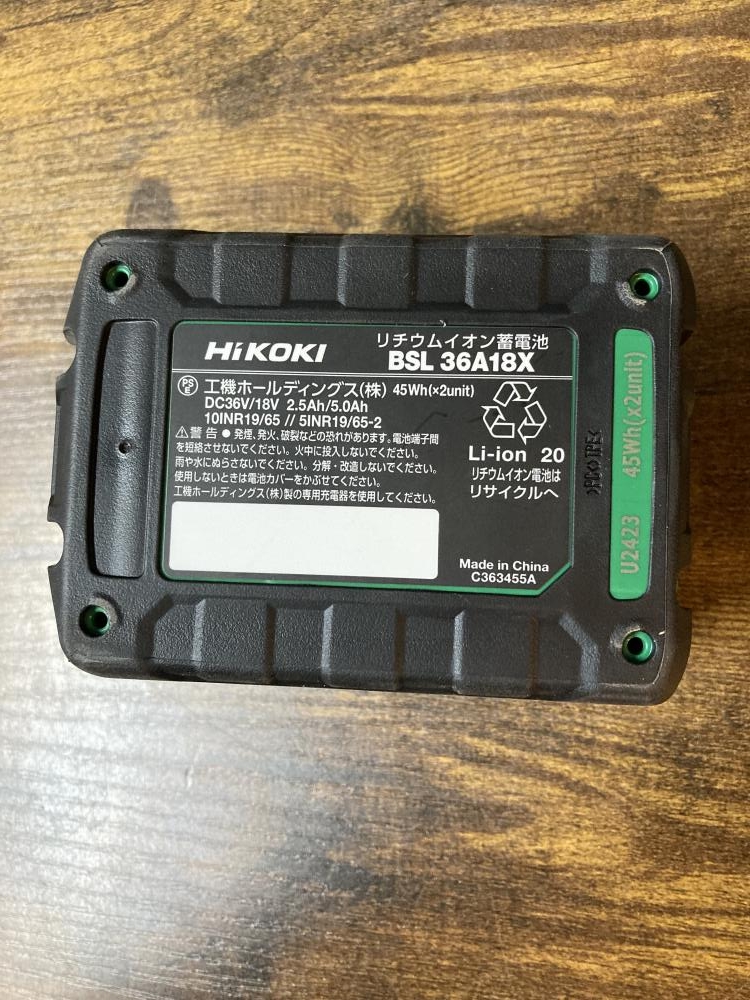 HiKOKI
リチウムイオン蓄電池
BSL 36A18X
PS E 工機ホールディングス(株) 45Wh(×2unit)
DC36V/18V 2.5Ah/5.0Ah
10INR19/65 // 5INR19/65-2
⚠警告 ● 発煙、発火、破裂などの恐れがあります。電池端子間
を短絡させないでください。火中に投入しないでください。
雨や水にぬらさないでください。分解・改造しないでください。
使用しないときは電池カバーをかぶせてください。
工機ホールディングス(株)製の専用充電器を使用してください。
Li-ion 20
リチウムイオン電池は
リサイクルへ
Made in China
C363455A
U2423 45Wh(×2unit)